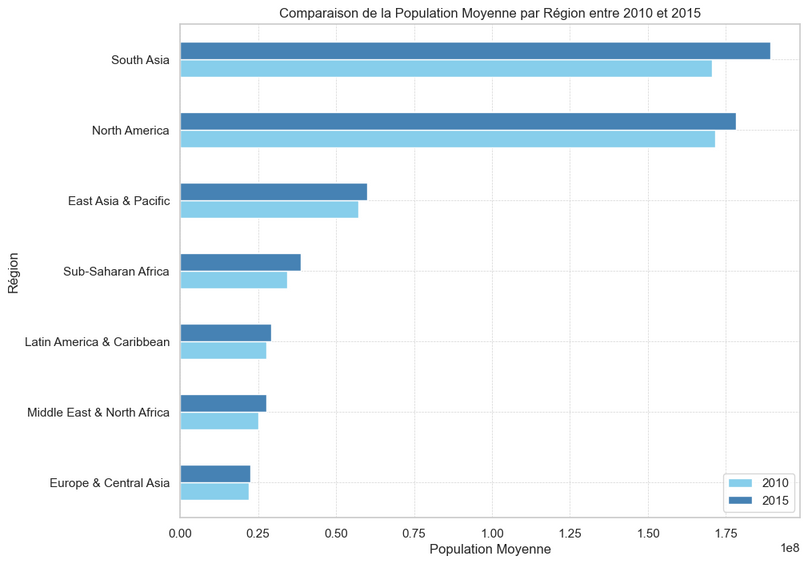 Comparaison de la Population Moyenne par Région entre 2010 et 2015
South Asia
North America
East Asia & Pacific
Sub-Saharan Africa
Latin America & Caribbean
Middle East & North Africa
Europe & Central Asia
Région
2010
2015
0.00 0.25 0.50 0.75 1.00 1.25 1.50 1.75
1e8
Population Moyenne